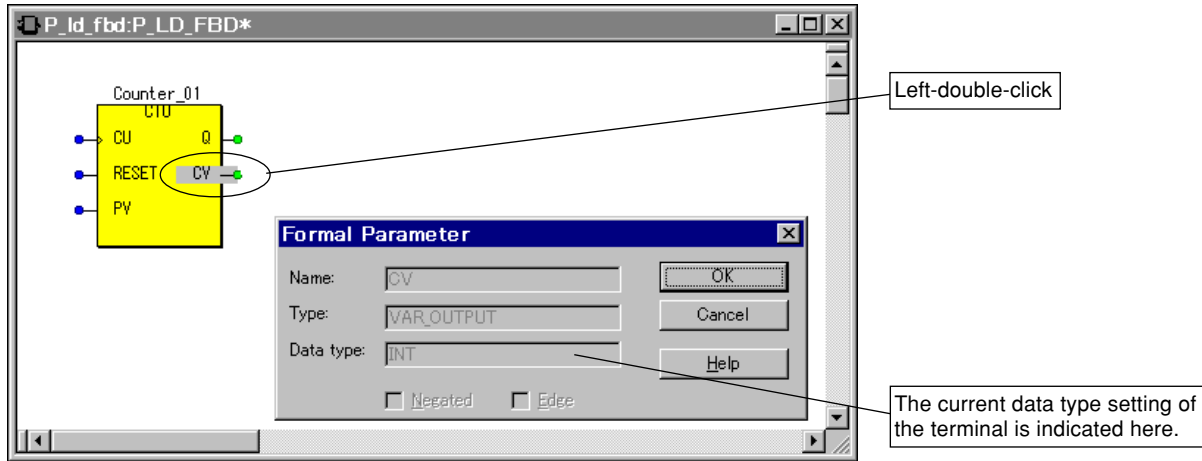 P_ld_fbd:P_LD_FBD*
Counter_01
CTU
CU Q
RESET CV
PV
Left-double-click
Formal Parameter
Name: CV OK
Type: VAR_OUTPUT Cancel
Data type: INT Help
Negated Edge
The current data type setting of
the terminal is indicated here.